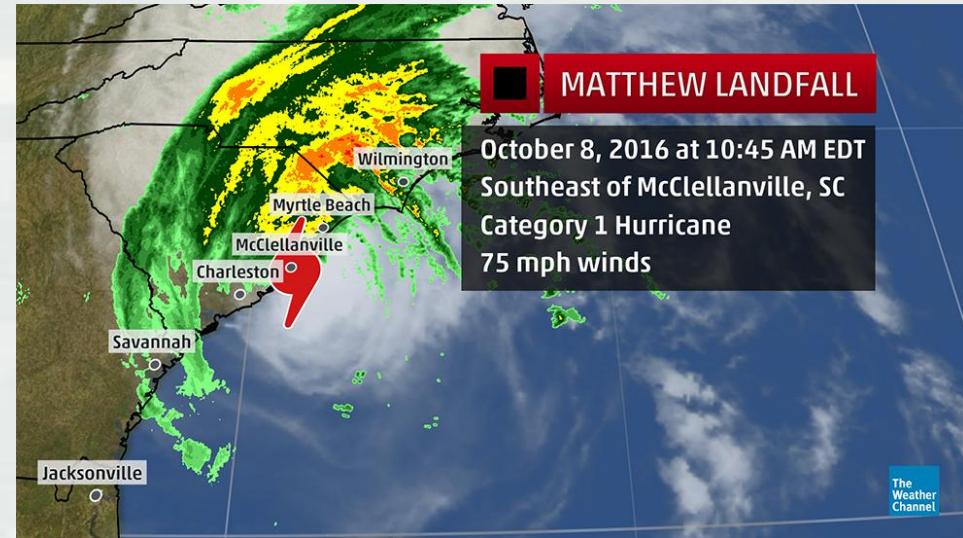 MATTHEW LANDFALL
October 8, 2016 at 10:45 AM EDT
Southeast of McClellanville, SC
Category 1 Hurricane
75 mph winds
Wilmington
Myrtle Beach
McClellanville
Charleston
Savannah
Jacksonville
The
Weather
Channel